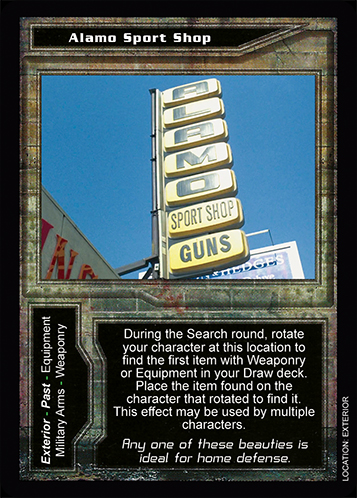 Alamo Sport Shop
A
L
A
M
O
SPORT SHOP
GUNS
During the Search round, rotate
your character at this location to
find the first item with Weaponry
or Equipment in your Draw deck.
Place the item found on the
character that rotated to find it.
This effect may be used by multiple
characters.
Any one of these beauties is
ideal for home defense.
Exterior - Past - Equipment
Military Arms - Weaponry
LOCATION: EXTERIOR